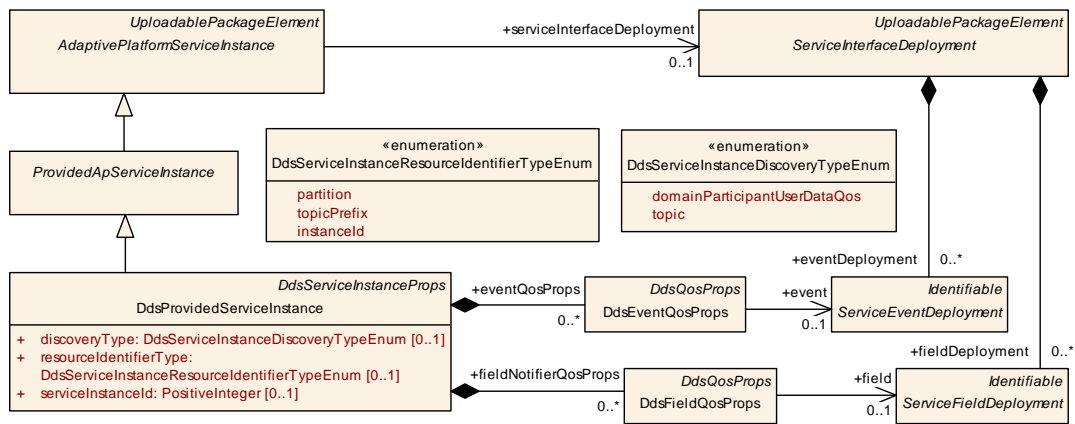 UploadablePackageElement
AdaptivePlatformServiceInstance
+serviceInterfaceDeployment
0..1
UploadablePackageElement
ServiceInterfaceDeployment
ProvidedApServiceInstance
«enumeration»
DdsServiceInstanceResourceIdentifierTypeEnum
partition
topicPrefix
instanceId
«enumeration»
DdsServiceInstanceDiscoveryTypeEnum
domainParticipantUserDataQos
topic
+eventDeployment
0..*
DdsServiceInstanceProps
DdsProvidedServiceInstance
+ discoveryType: DdsServiceInstanceDiscoveryTypeEnum [0..1]
+ resourceIdentifierType:
DdsServiceInstanceResourceIdentifierTypeEnum [0..1]
+ serviceInstanceId: PositiveInteger [0..1]
+eventQosProps
0..*
DdsQosProps
DdsEventQosProps
+event
0..1
Identifiable
ServiceEventDeployment
+fieldDeployment
0..*
+fieldNotifierQosProps
0..*
DdsQosProps
DdsFieldQosProps
+field
0..1
Identifiable
ServiceFieldDeployment